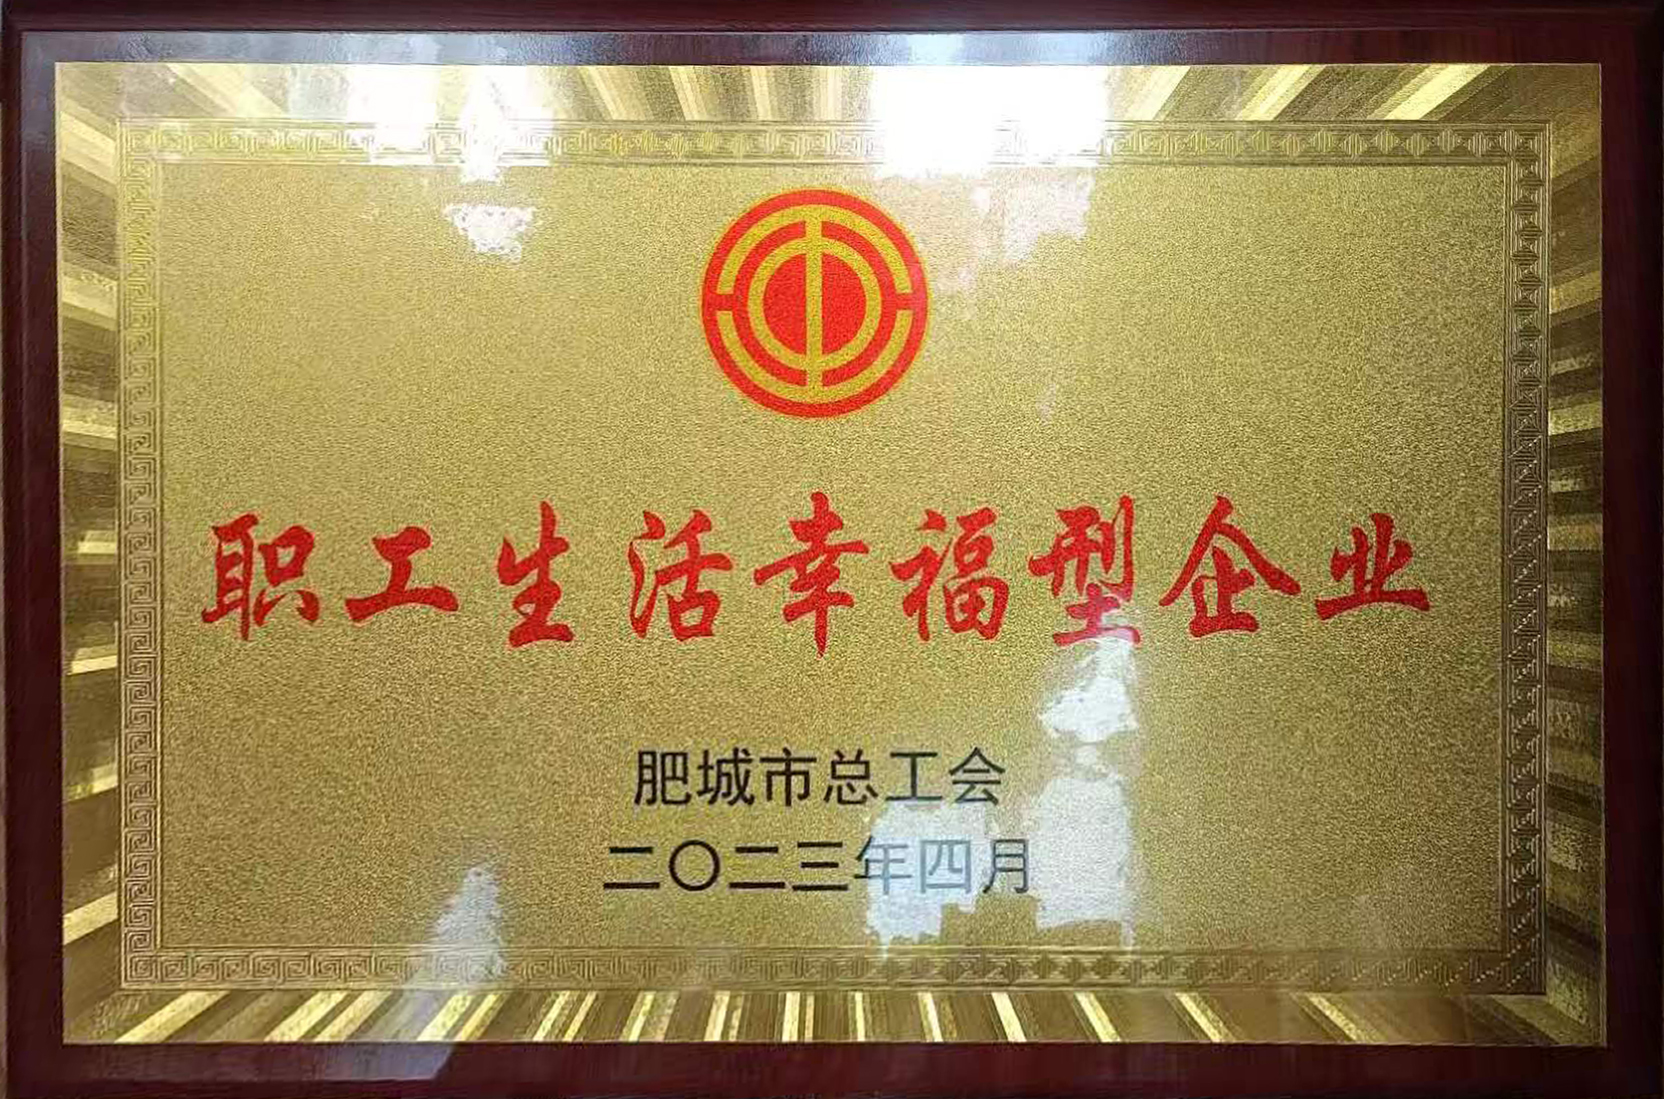 职工生活幸福型企业
肥城市总工会
二〇二三年四月